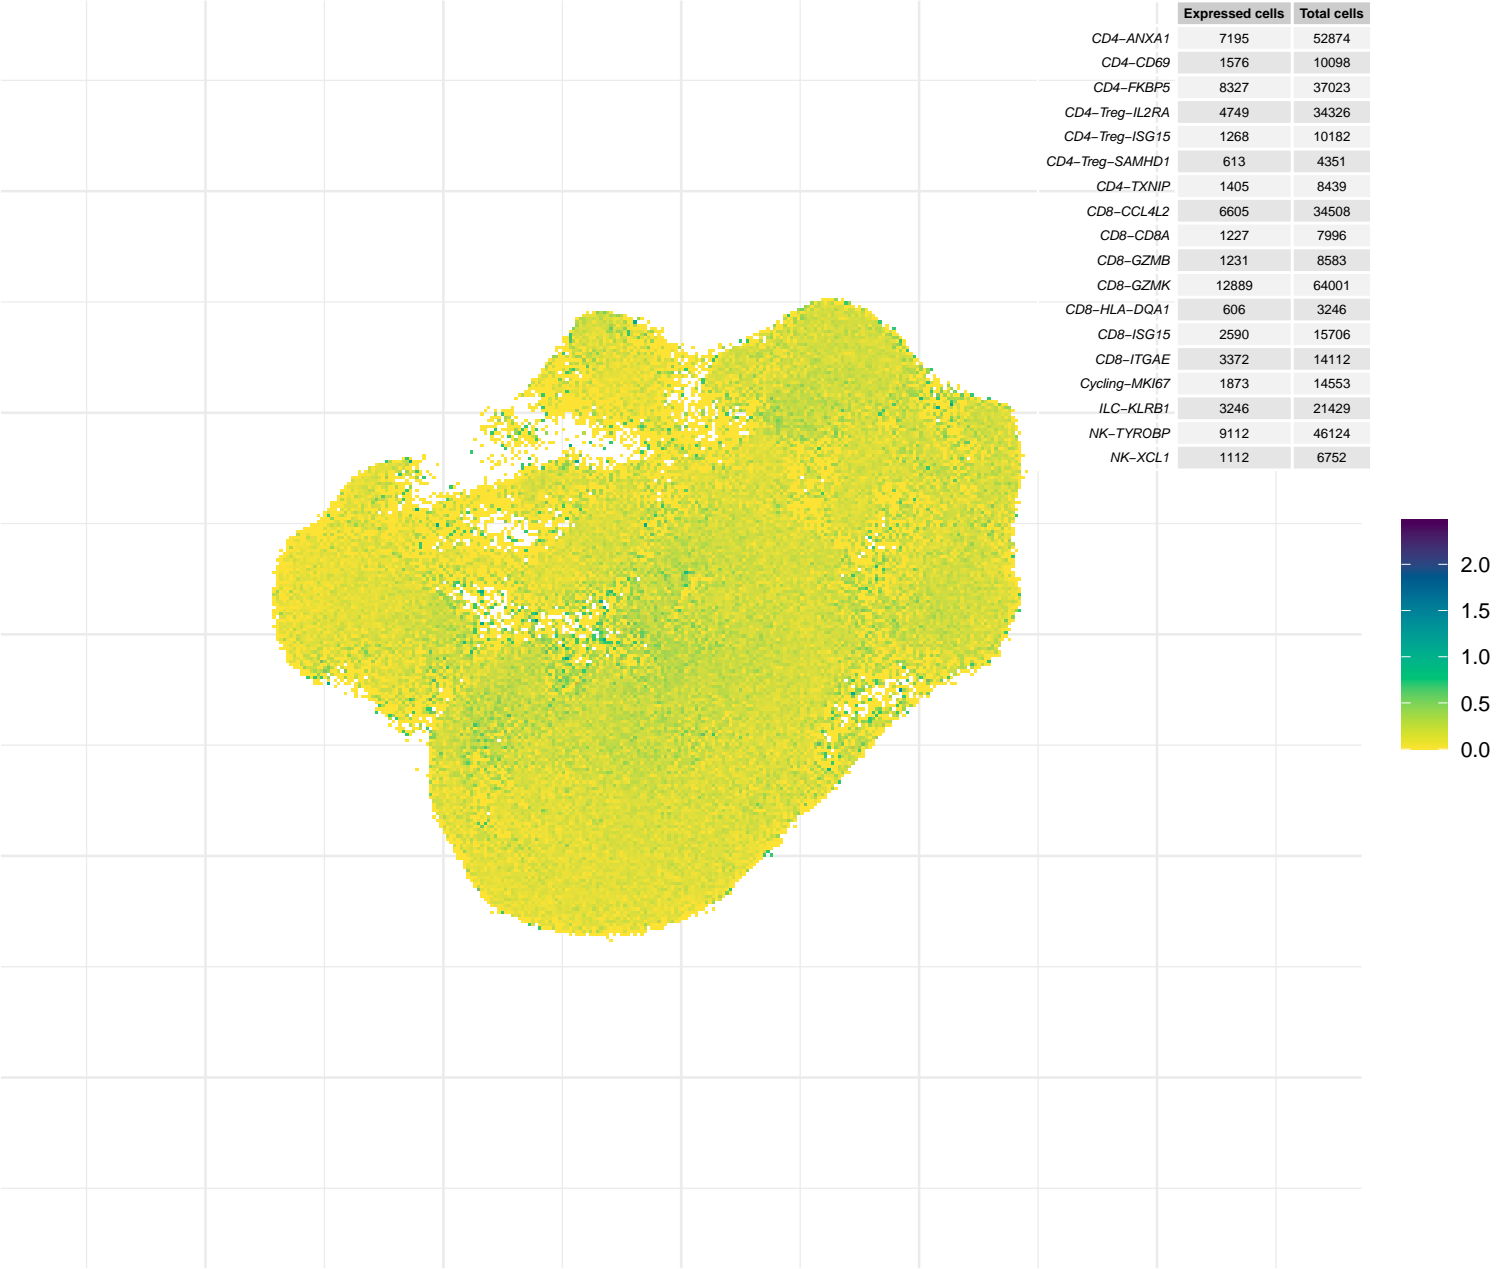 Expressed cells Total cells
CD4−ANXA1 7195 52874
CD4−CD69 1576 10098
CD4−FKBP5 8327 37023
CD4−Treg−IL2RA 4749 34326
CD4−Treg−ISG15 1268 10182
CD4−Treg−SAMHD1 613 4351
CD4−TXNIP 1405 8439
CD8−CCL4L2 6605 34508
CD8−CD8A 1227 7996
CD8−GZMB 1231 8583
CD8−GZMK 12889 64001
CD8−HLA−DQA1 606 3246
CD8−ISG15 2590 15706
CD8−ITGAE 3372 14112
Cycling−MKI67 1873 14553
ILC−KLRB1 3246 21429
NK−TYROBP 9112 46124
NK−XCL1 1112 6752
2.0
1.5
1.0
0.5
0.0